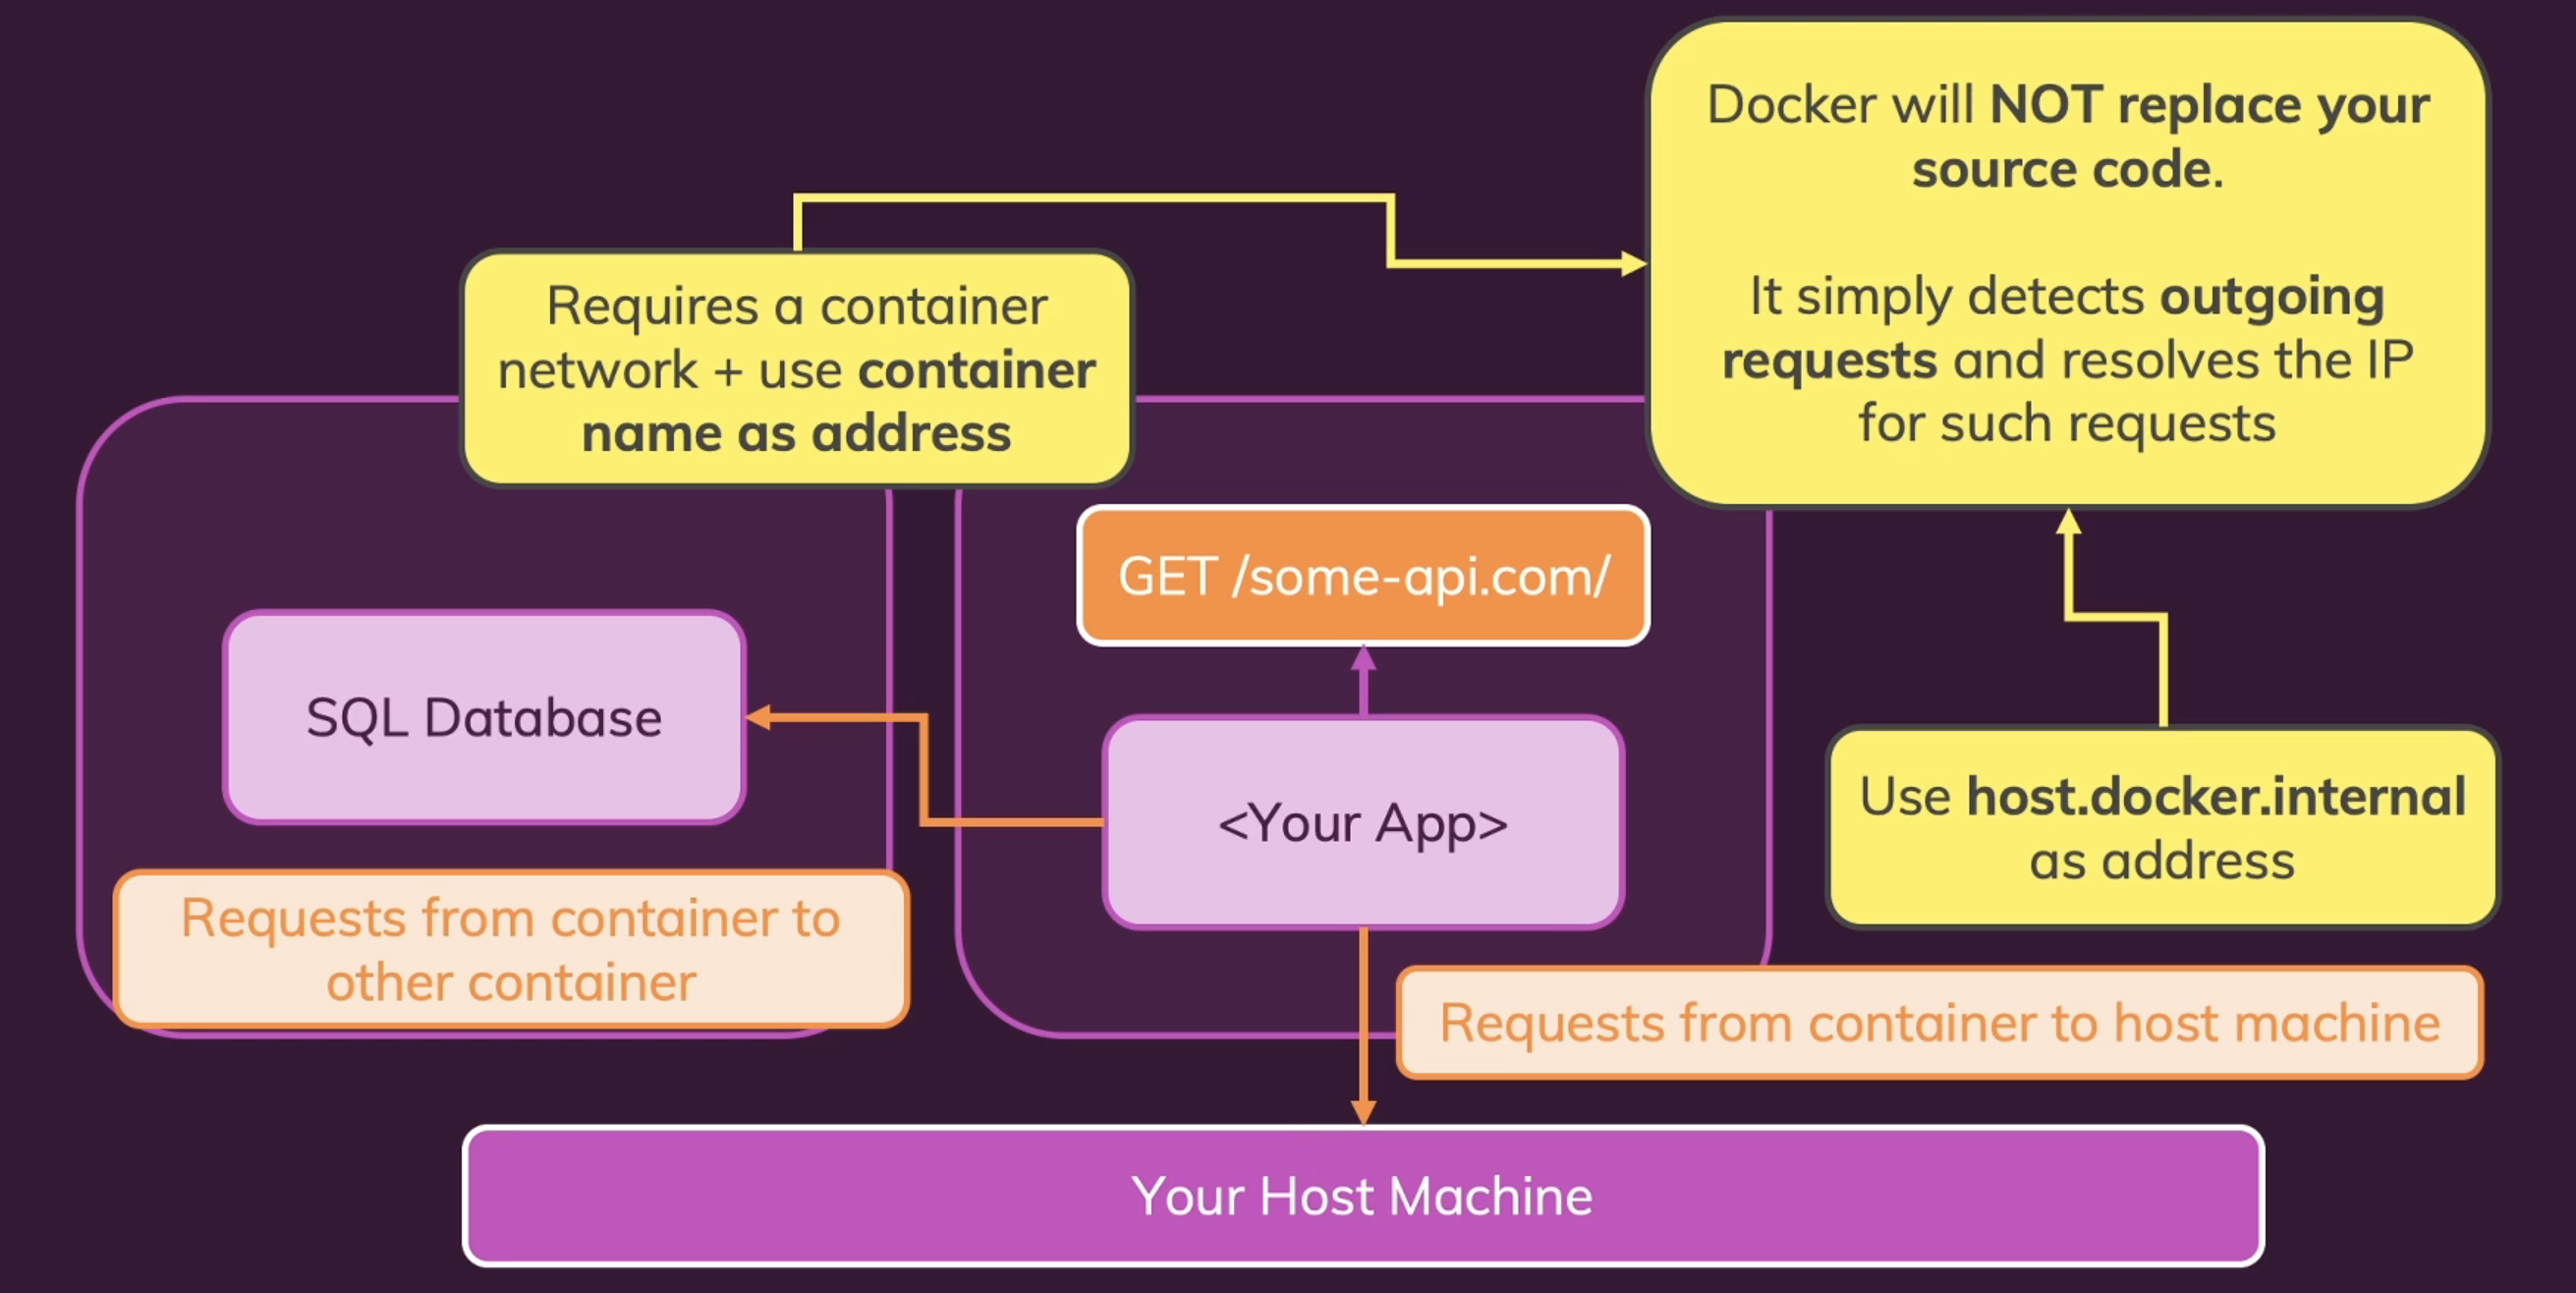 Docker will NOT replace your
source code.
It simply detects outgoing
requests and resolves the IP
for such requests
Requires a container
network + use container
name as address
GET /some-api.com/
SQL Database
<Your App>
Use host.docker.internal
as address
Requests from container to
other container
Requests from container to host machine
Your Host Machine